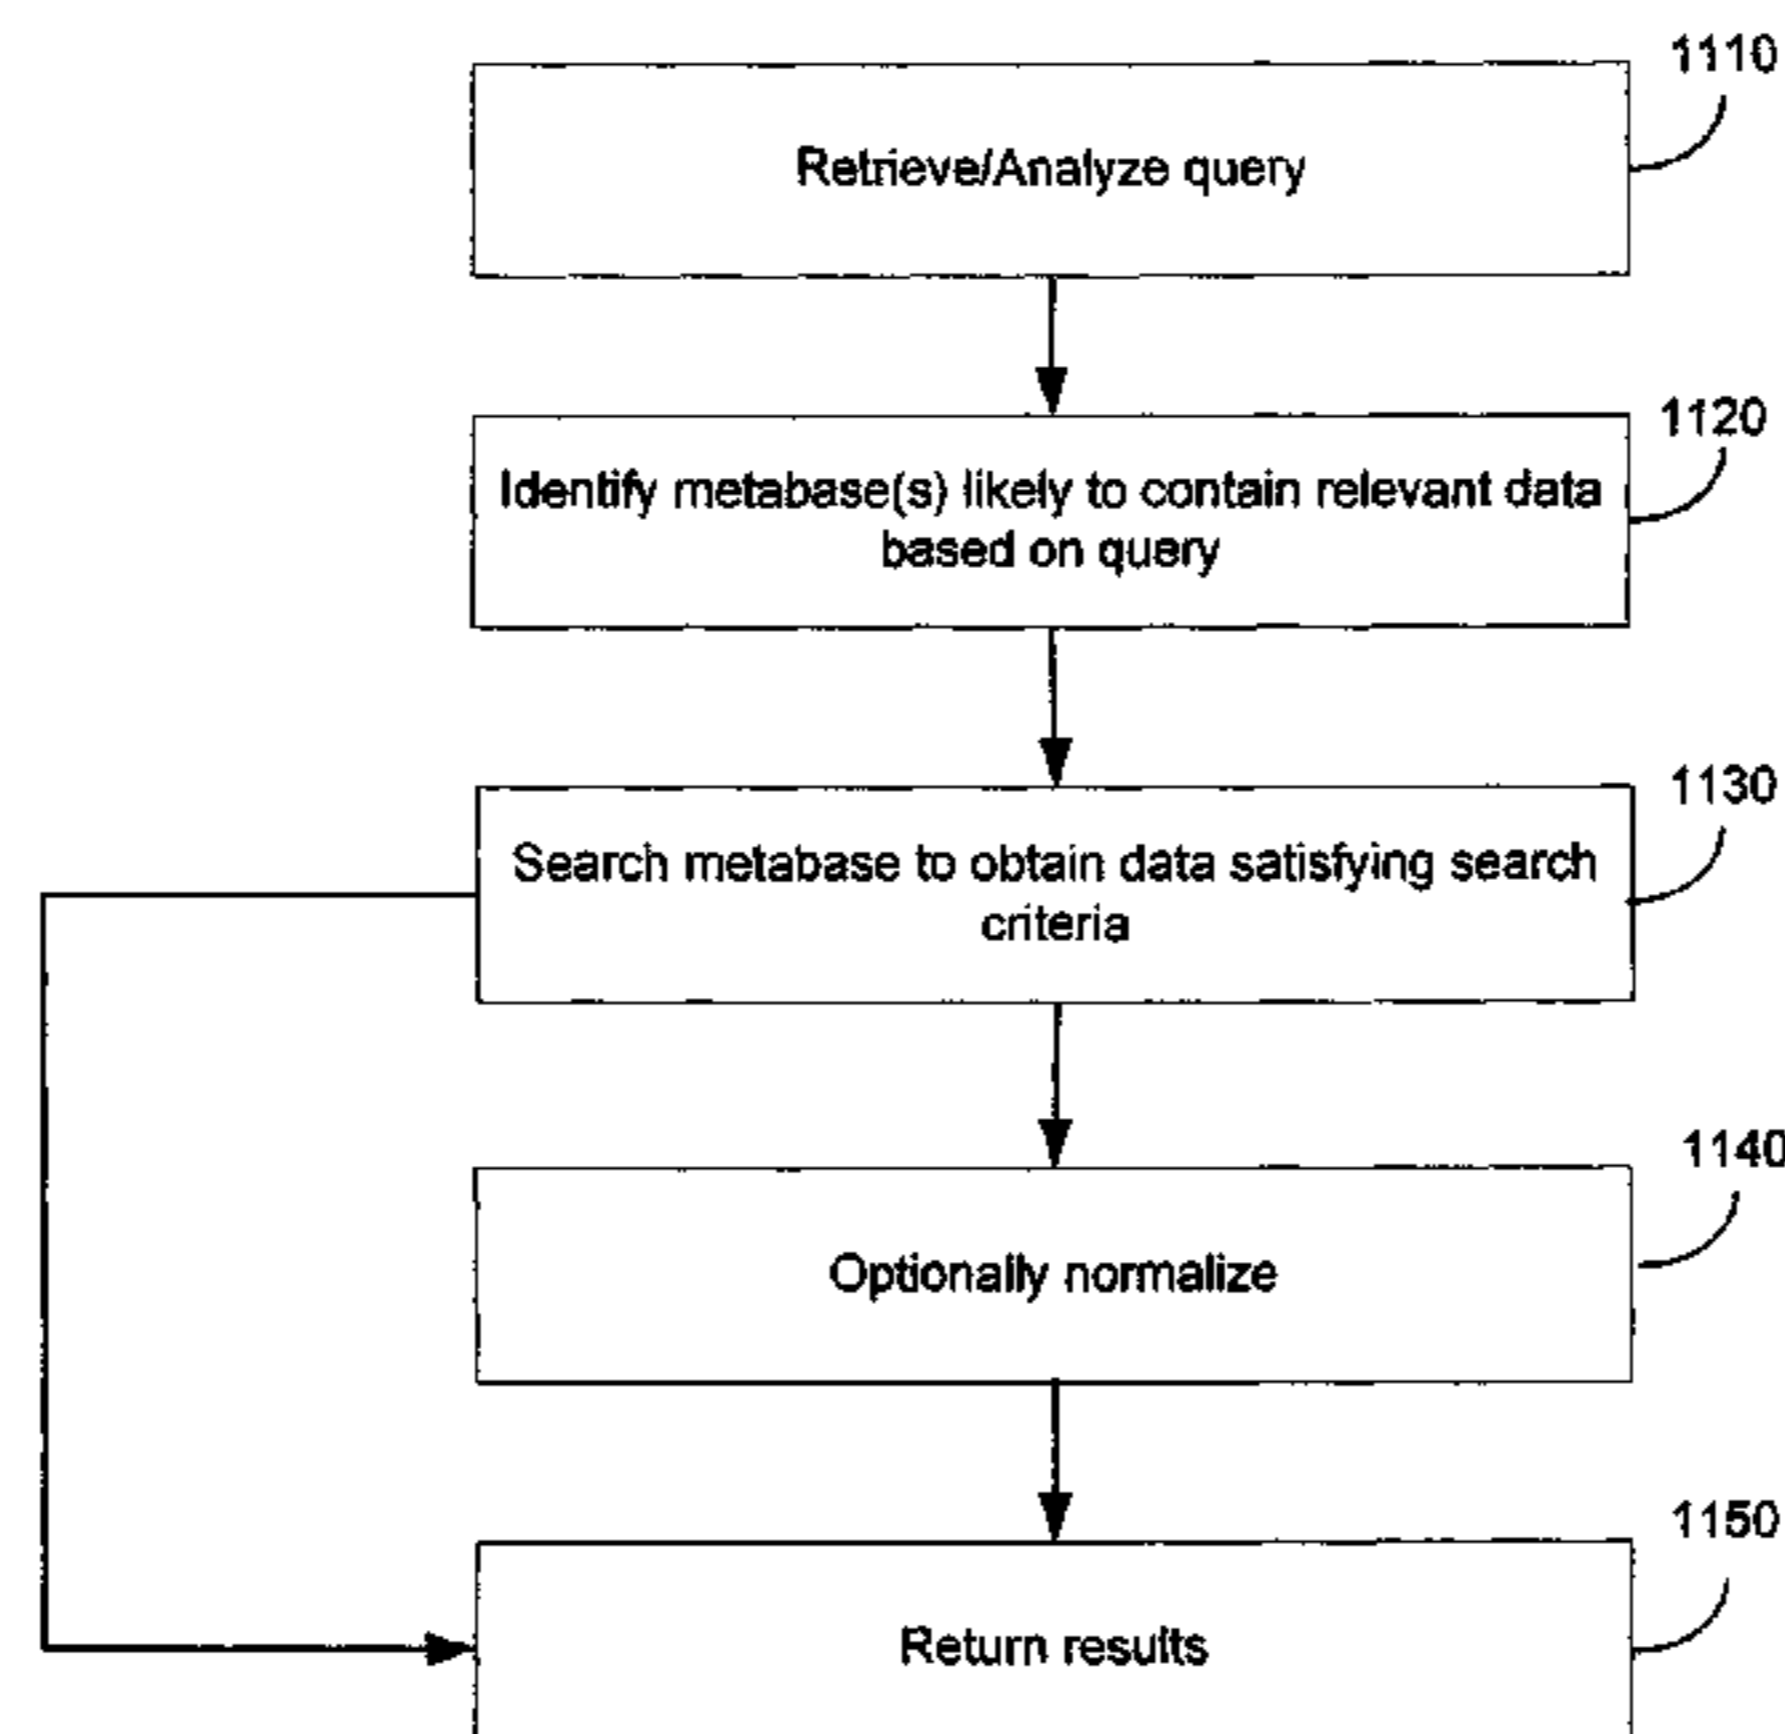 1110
Retrieve/Analyze query
1120
Identify metabase(s) likely to contain relevant data
based on query
1130
Search metabase to obtain data satisfying search
criteria
1140
Optionally normalize
1150
Return results